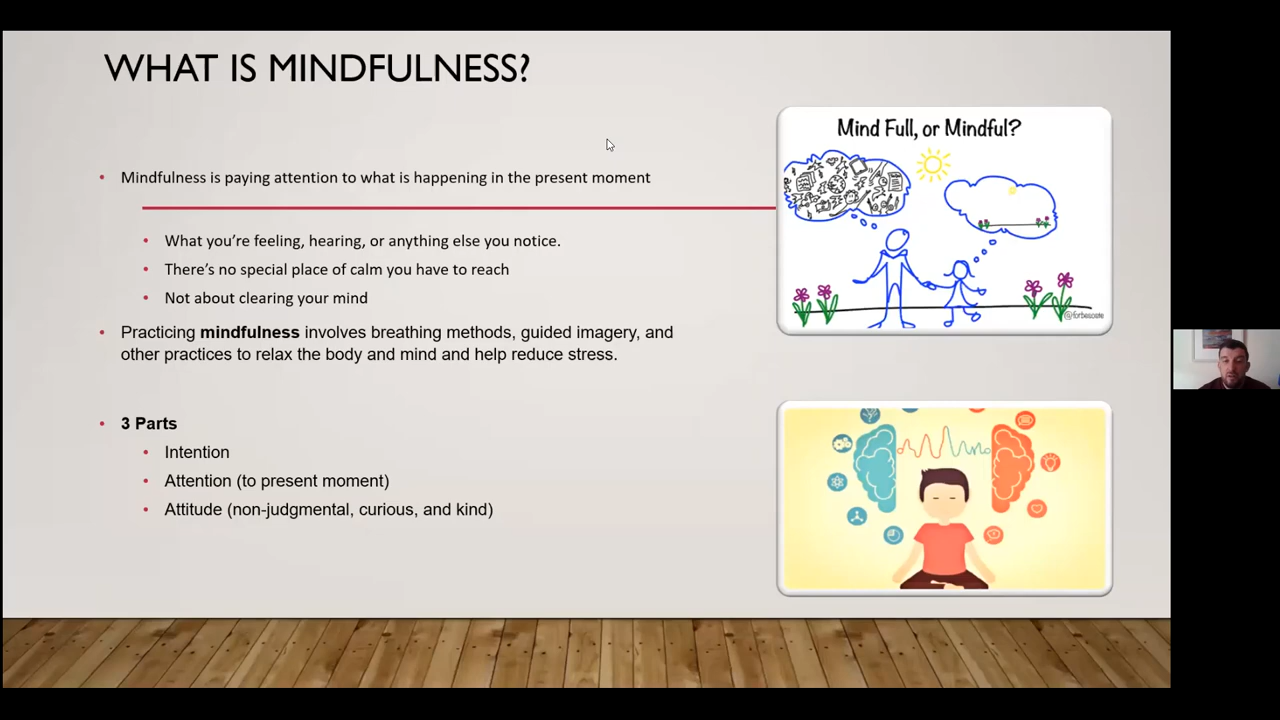 WHAT IS MINDFULNESS?
Mindfulness is paying attention to what is happening in the present moment
What you're feeling, hearing, or anything else you notice.
There's no special place of calm you have to reach
Not about clearing your mind
Practicing mindfulness involves breathing methods, guided imagery, and
other practices to relax the body and mind and help reduce stress.
3 Parts
Intention
Attention (to present moment)
Attitude (non-judgmental, curious, and kind)
Mind Full, or Mindful?